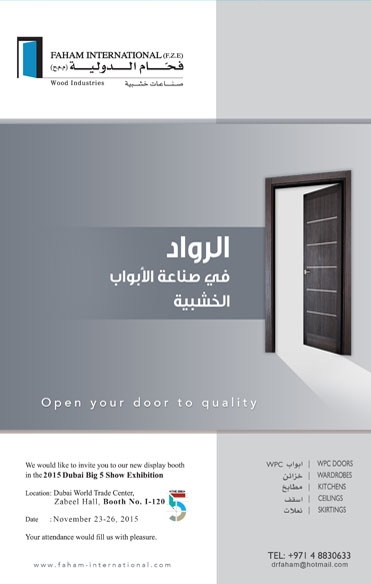 FAHAM INTERNATIONAL (F.Z.E)
فحام الدولية (م.م.ح)
Wood Industries صناعات خشبية
الرواد
في صناعة الأبواب
الخشبية
Open your door to quality
We would like to invite you to our new display booth
in the 2015 Dubai Big 5 Show Exhibition
Location: Dubai World Trade Center,
Zabeel Hall, Booth No. I-120
Date : November 23-26, 2015
Your attendance would fill us with pleasure.
www.faham-international.com
WPC ابواب | WPC DOORS
خزائن | WARDROBES
مطابخ | KITCHENS
اسقف | CEILINGS
نعلات | SKIRTINGS
TEL: +971 4 8830633
drfaham@hotmail.com